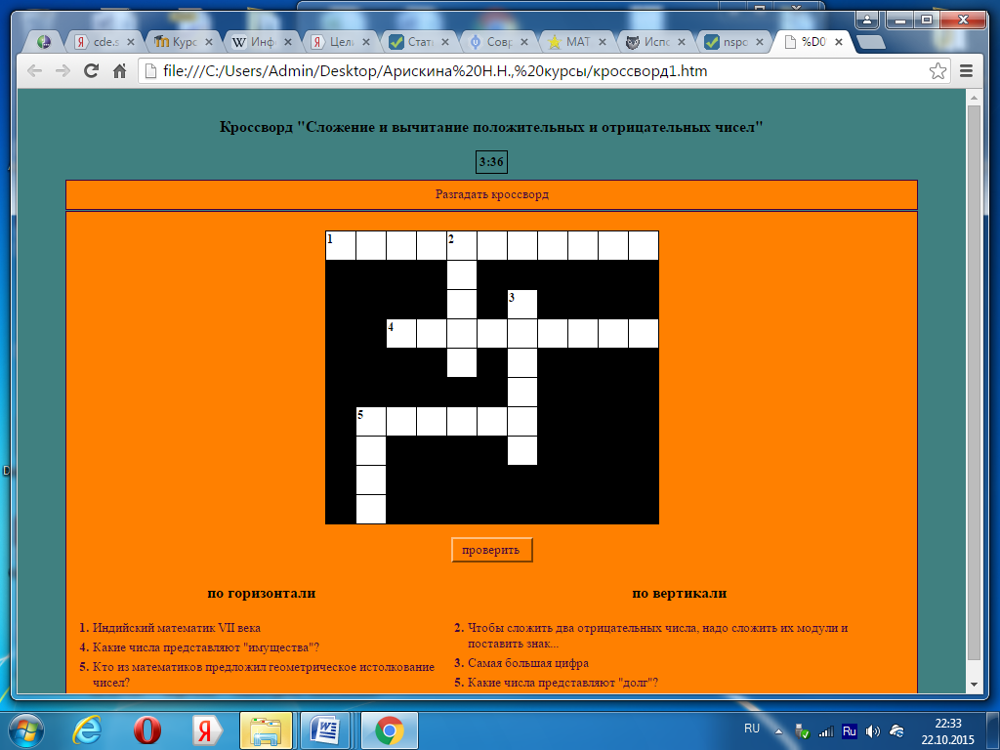 cde.s
Курс
W Инф
Я Цель
Стат
Совр
МАТ
Испо
nspc
%D0
file:///C:/Users/Admin/Desktop/Арискина%20Н.Н.,%20курсы/кроссворд1.htm
Кроссворд "Сложение и вычитание положительных и отрицательных чисел"
3:36
Разгадать кроссворд
1 2
3
4
5
проверить
по горизонтали
1. Индийский математик VII века
4. Какие числа представляют "имущества"?
5. Кто из математиков предложил геометрическое истолкование
чисел?
по вертикали
2. Чтобы сложить два отрицательных числа, надо сложить их модули и
поставить знак...
3. Самая большая цифра
5. Какие числа представляют "долг"?
RU
Ru
22:33
22.10.2015